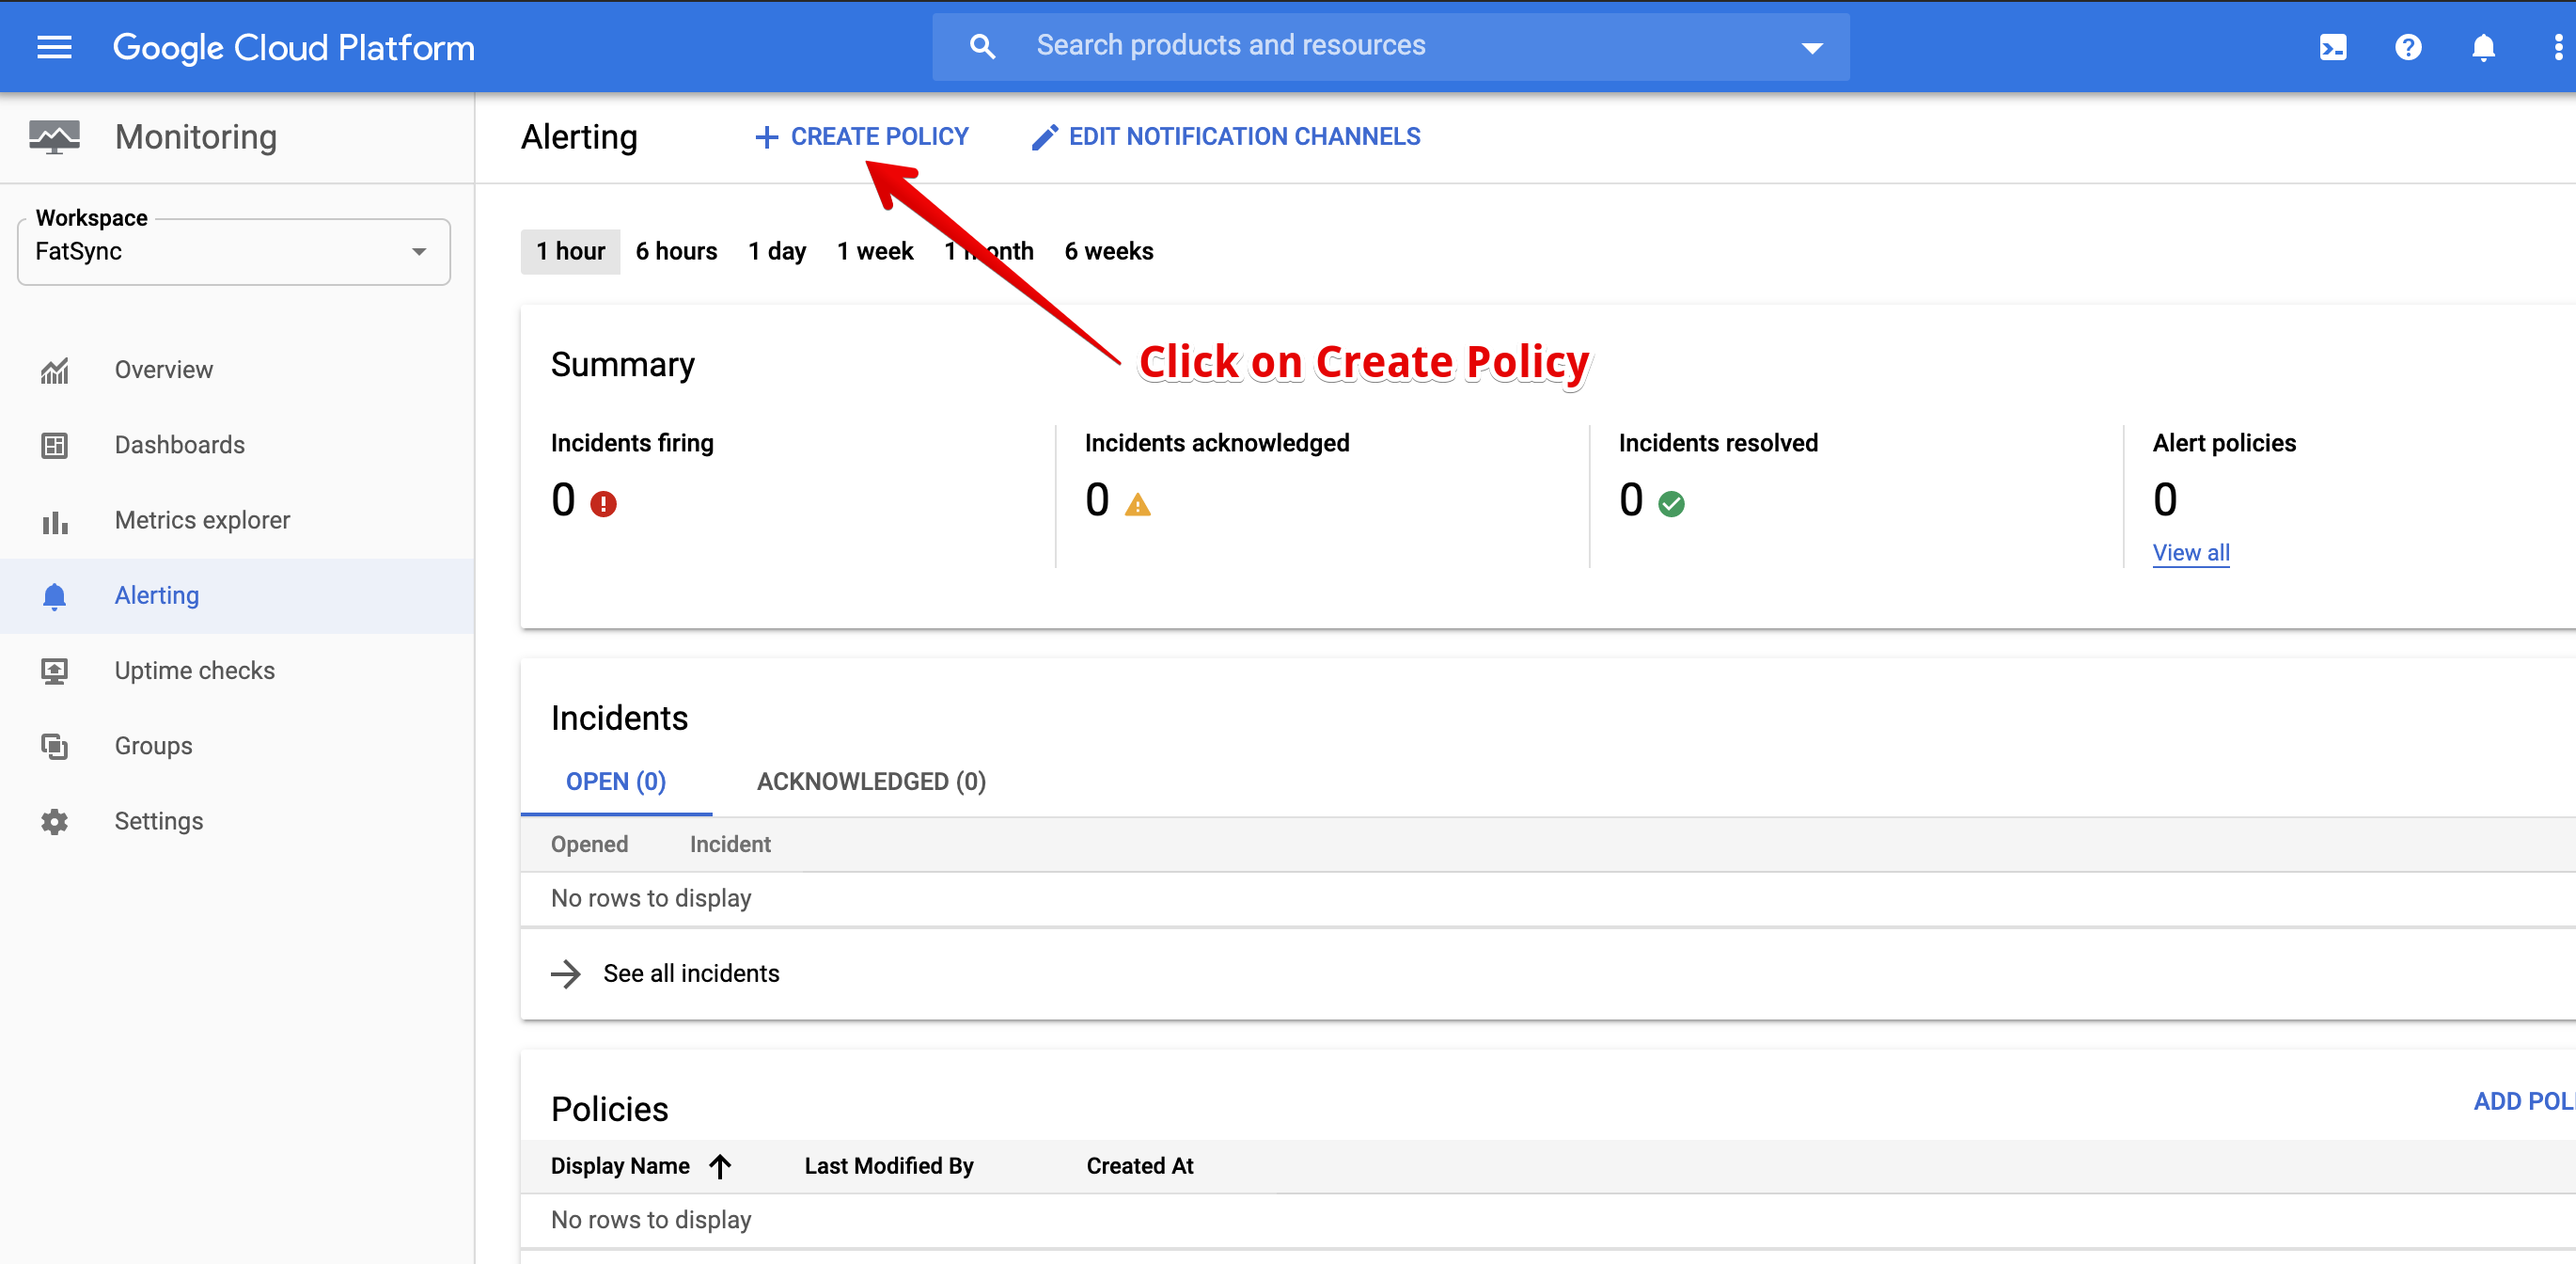 Google Cloud Platform
Search products and resources
Monitoring
Alerting
CREATE POLICY
EDIT NOTIFICATION CHANNELS
Workspace
FatSync
1 hour 6 hours 1 day 1 week 1 month 6 weeks
Overview
Dashboards
Metrics explorer
Alerting
Uptime checks
Groups
Settings
Click on Create Policy
Summary
Incidents firing
0
Incidents acknowledged
0
Incidents resolved
0
Alert policies
0
View all
Incidents
OPEN (0) ACKNOWLEDGED (0)
Opened Incident
No rows to display
See all incidents
Policies
ADD POLI
Display Name Last Modified By Created At
No rows to display